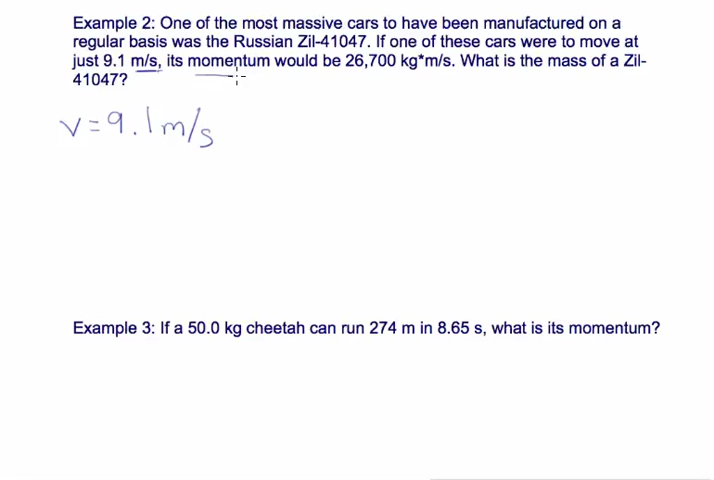 Example 2: One of the most massive cars to have been manufactured on a
regular basis was the Russian Zil-41047. If one of these cars were to move at
just 9.1 m/s, its momentum would be 26,700 kg*m/s. What is the mass of a Zil-
41047?
v = 9.1 m/s
Example 3: If a 50.0 kg cheetah can run 274 m in 8.65 s, what is its momentum?